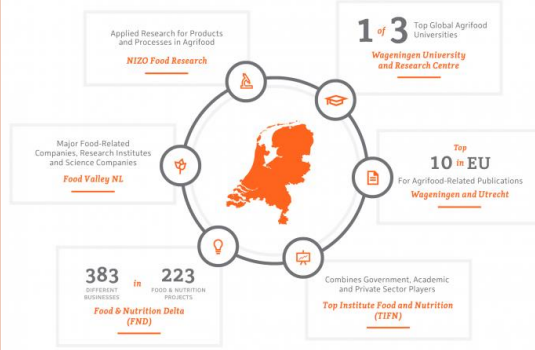 Applied Research for Products
and Processes in Agrifood
NIZO Food Research
1 of 3 Top Global Agrifood
Universities
Wageningen University
and Research Centre
Major Food-Related
Companies, Research Institutes
and Science Companies
Food Valley NL
Top
10 in EU
For Agrifood-Related Publications
Wageningen and Utrecht
383 in 223
DIFFERENT FOOD & NUTRITION
BUSINESSES PROJECTS
Food & Nutrition Delta
(FND)
Combines Government, Academic
and Private Sector Players
Top Institute Food and Nutrition
(TIFN)